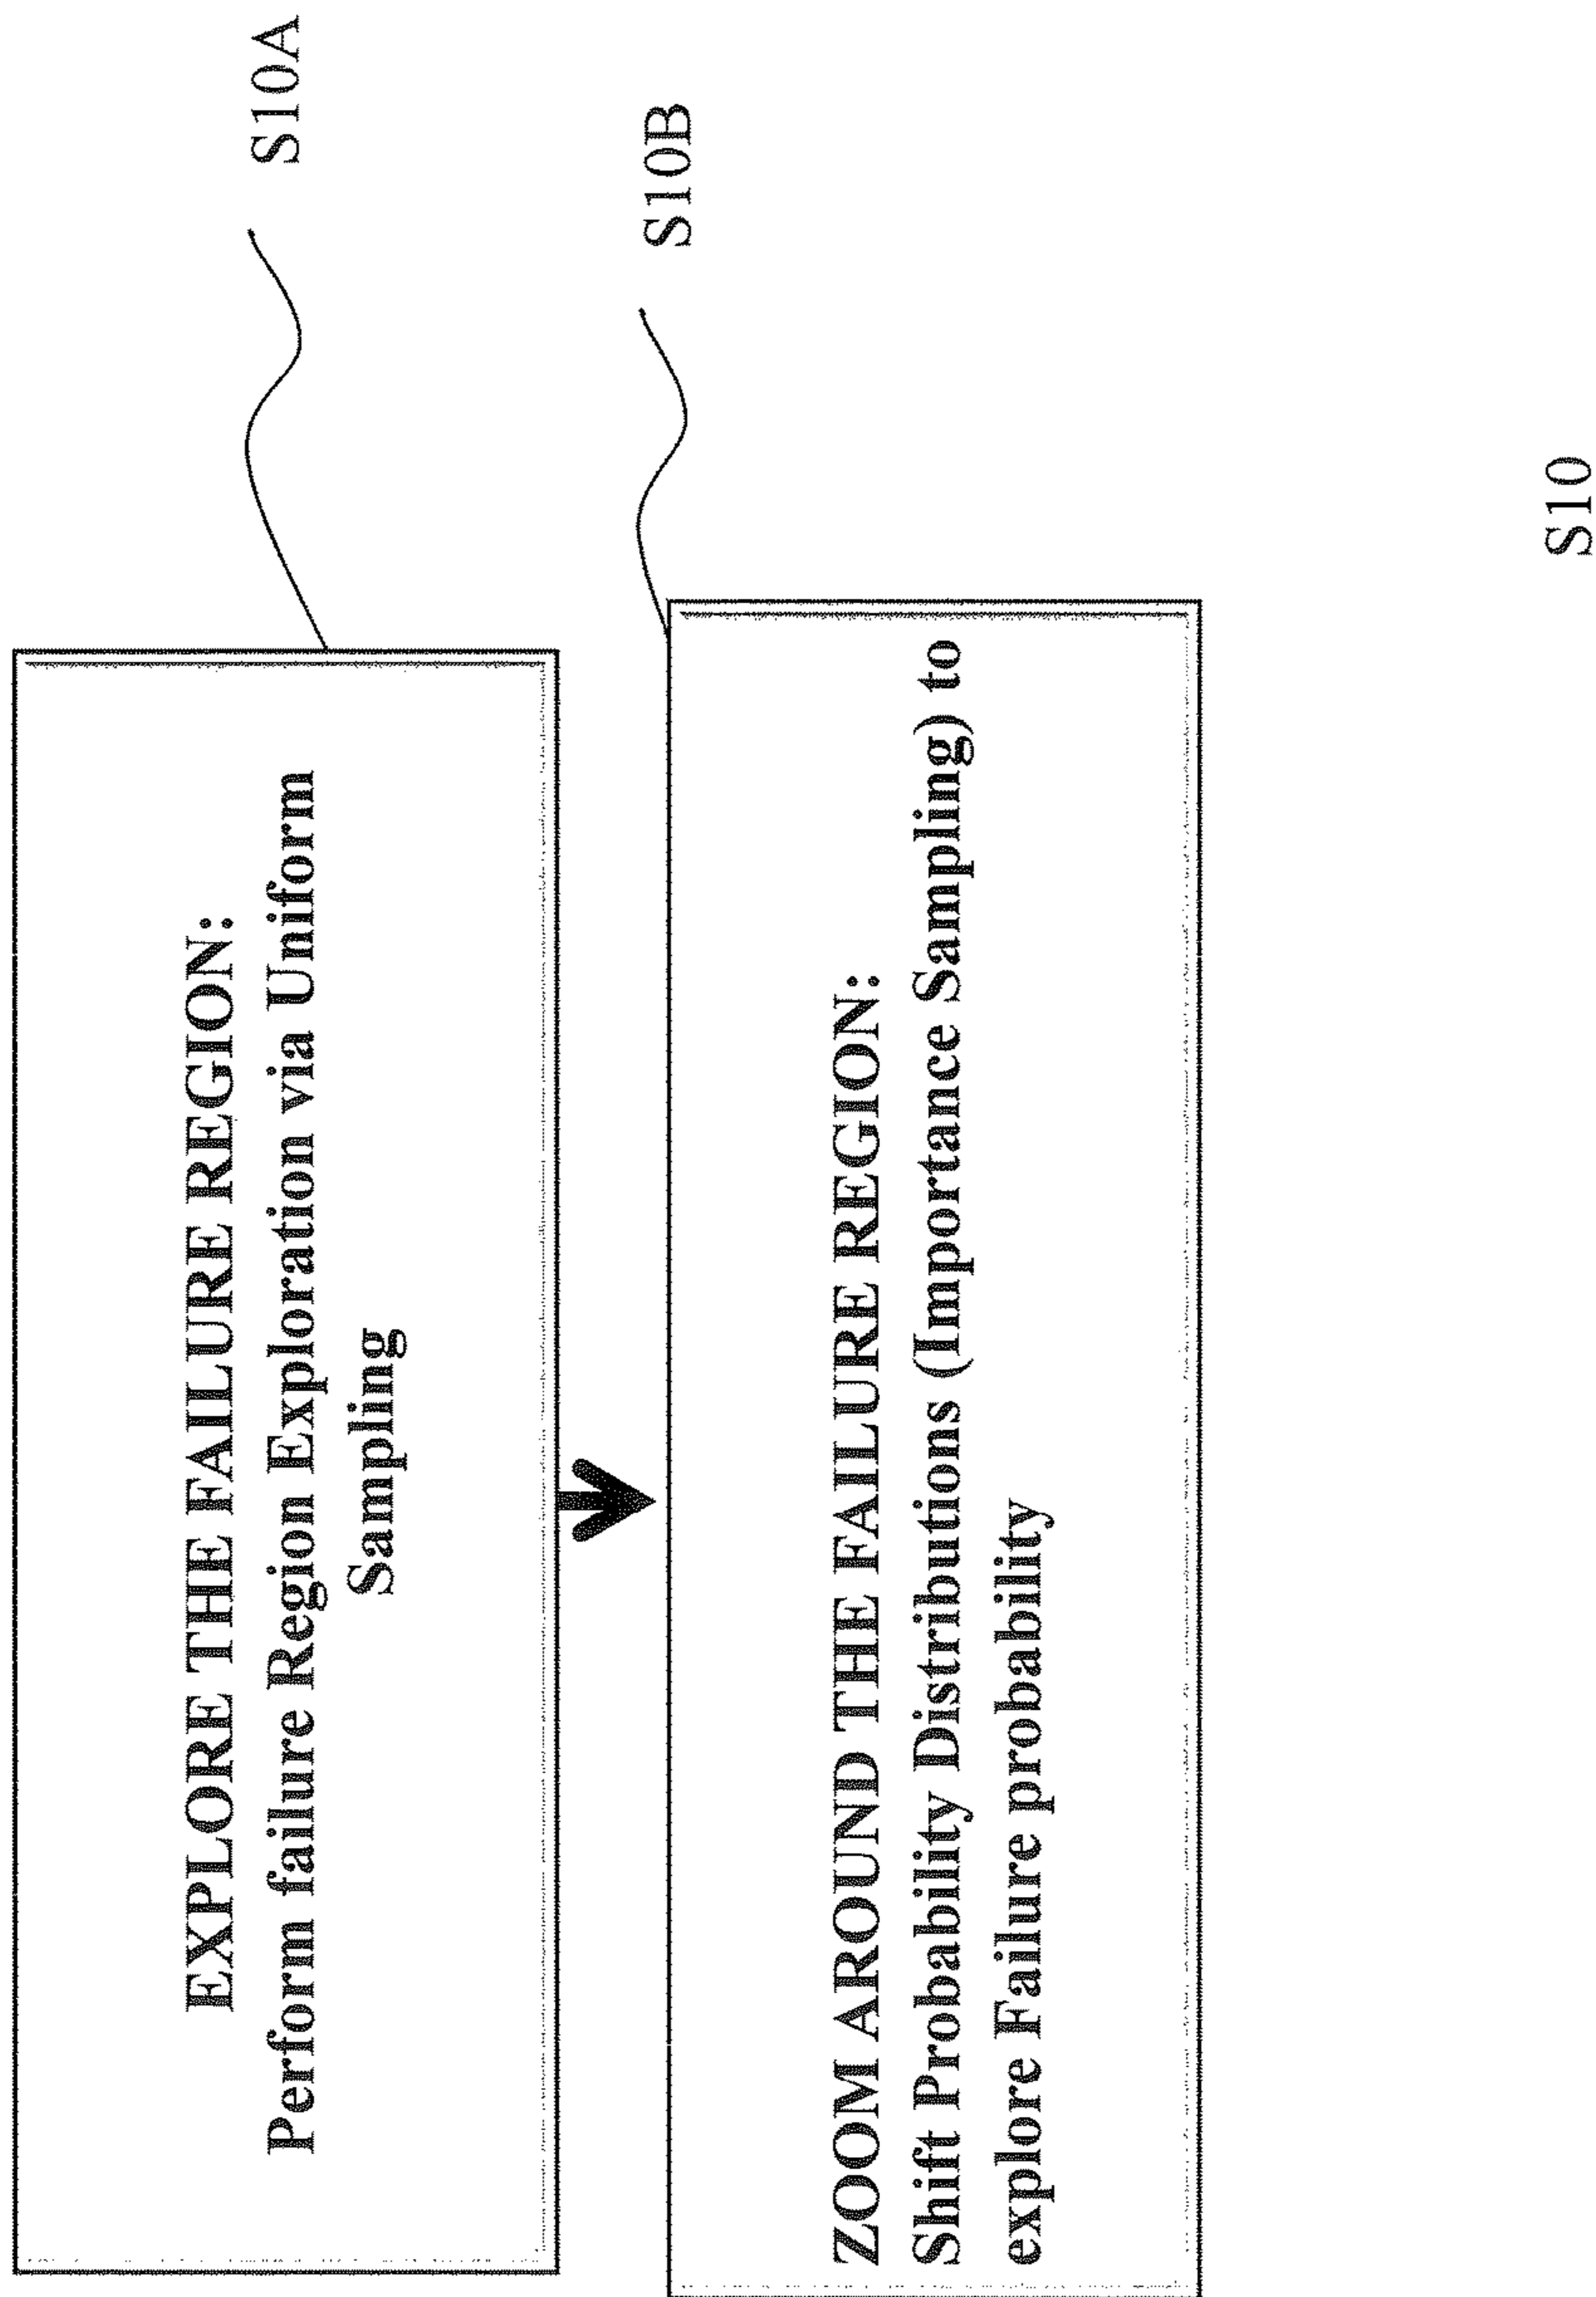 EXPLORE THE FAILURE REGION:
Perform failure Region Exploration via Uniform
Sampling
S10A
ZOOM AROUND THE FAILURE REGION:
Shift Probability Distributions (Importance Sampling) to
explore Failure probability
S10B
S10